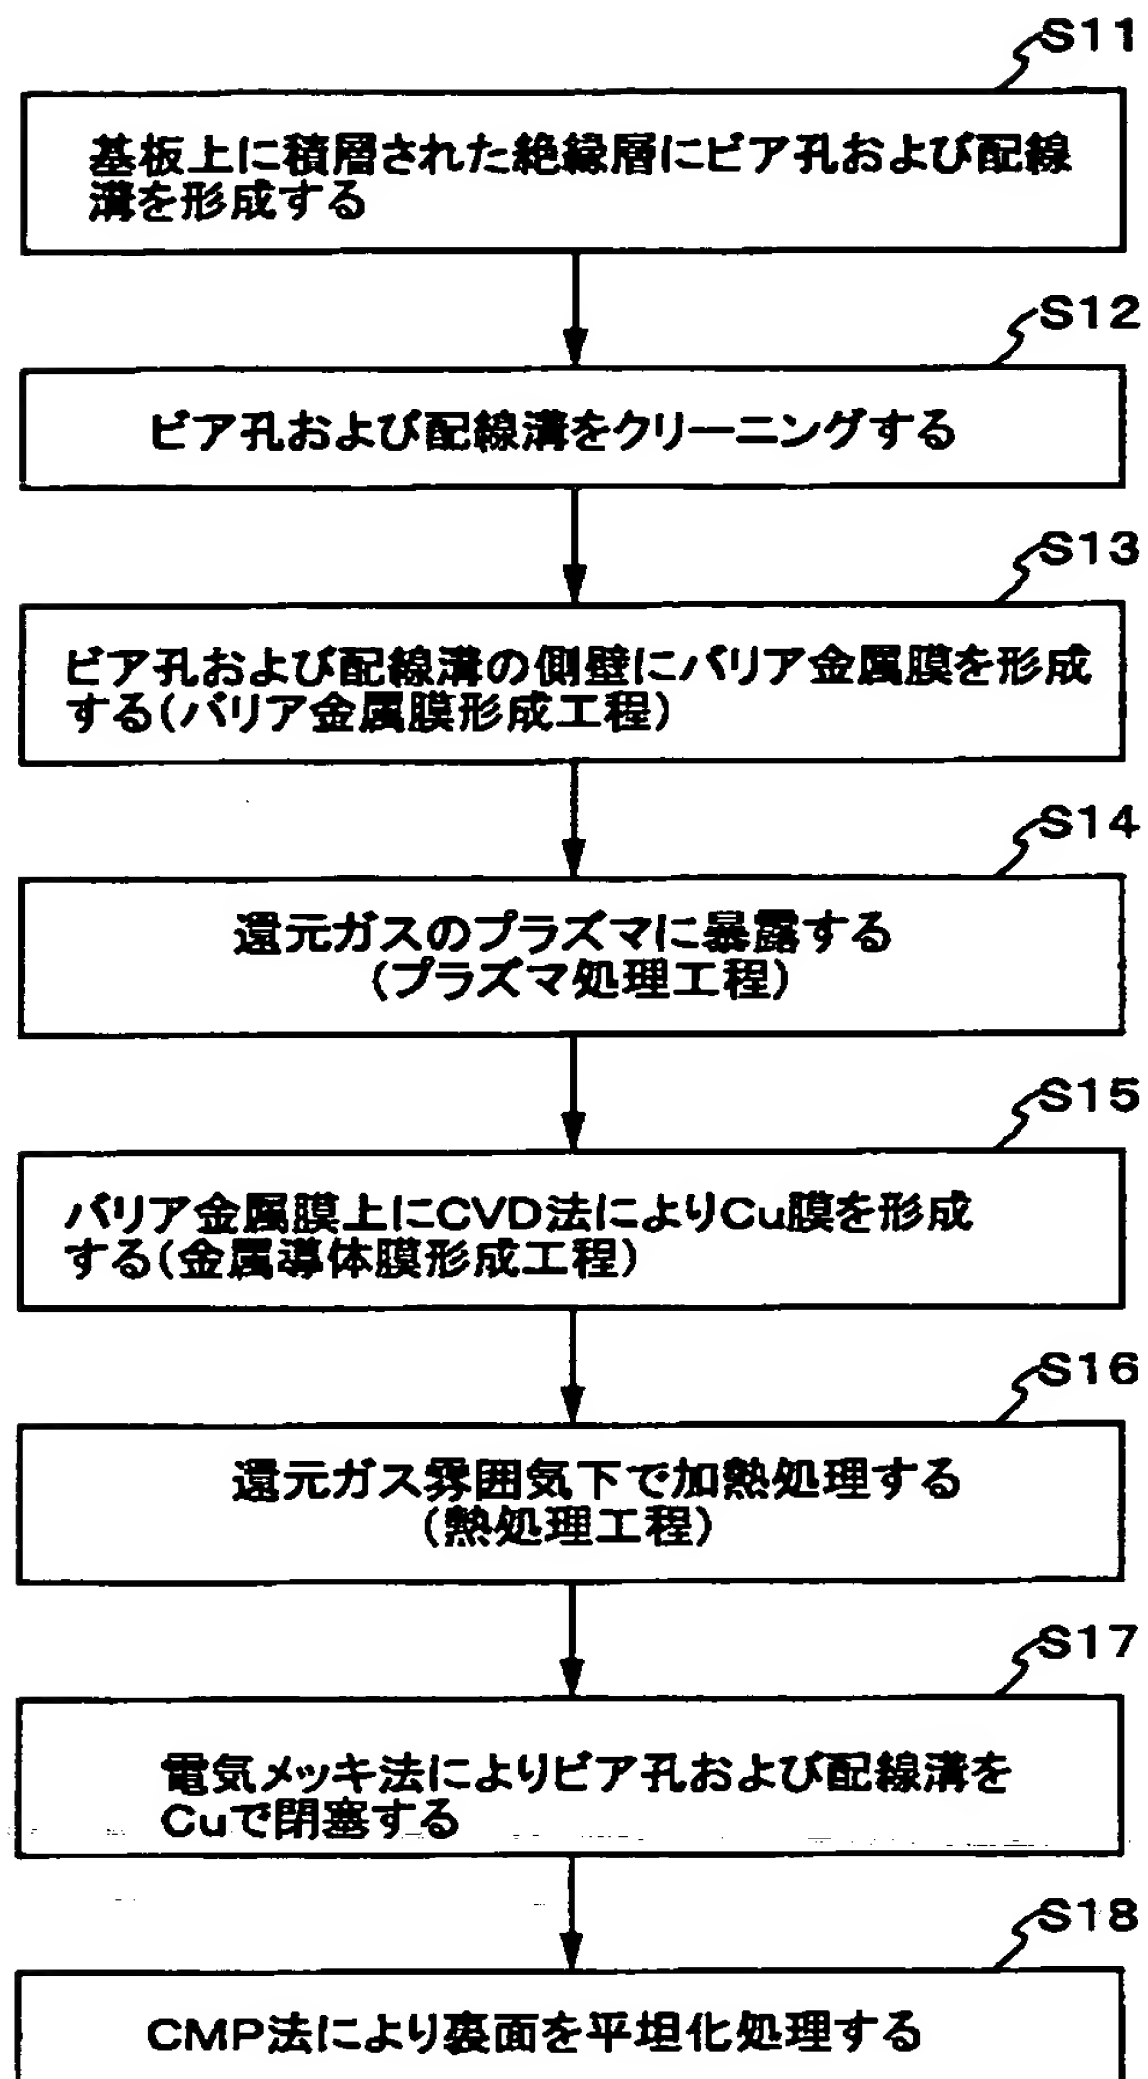 S11
基板上に積層された絶縁層にビア孔および配線
溝を形成する
S12
ビア孔および配線溝をクリーニングする
S13
ビア孔および配線溝の側壁にバリア金属膜を形成
する(バリア金属膜形成工程)
S14
還元ガスのプラズマに暴露する
(プラズマ処理工程)
S15
バリア金属膜上にCVD法によりCu膜を形成
する(金属導体膜形成工程)
S16
還元ガス雰囲気下で加熱処理する
(熱処理工程)
S17
電気メッキ法によりビア孔および配線溝を
Cuで閉塞する
S18
CMP法により裏面を平坦化処理する